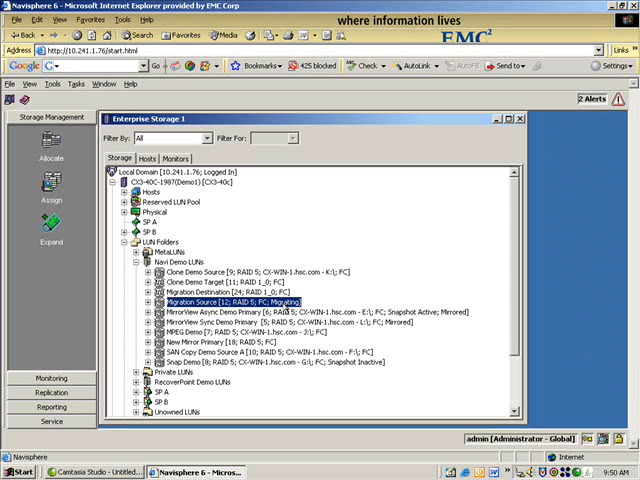 Navisphere 6 - Microsoft Internet Explorer provided by EMC Corp
File Edit View Favorites Tools Help
where information lives
Back Search Favorites Media
EMC²
Address http://10.241.1.76/start.html Links
Google Go Bookmarks 425 blocked Check AutoLink AutoFill Send to Settings
File View Tools Window Help
2 Alerts
Storage Management
Enterprise Storage 1
Filter By: All Filter For:
Storage Hosts Monitors
Allocate
Assign
Expand
Local Domain [10.241.1.76; Logged In]
CX3-40C-1987(Demo1) [CX3-40c]
Hosts
Reserved LUN Pool
Physical
SP A
SP B
LUN Folders
MetaLUNs
Navi Demo LUNs
Clone Demo Source [9; RAID 5; CX-WIN-1.hsc.com - K:\; FC]
Clone Demo Target [11; RAID 1_0; FC]
Migration Destination [24; RAID 1_0; FC]
Migration Source [12; RAID 5; FC; Migrating]
MirrorView Async Demo Primary [6; RAID 5; CX-WIN-1.hsc.com - E:\; FC; Snapshot Active; Mirrored]
MirrorView Sync Demo Primary [5; RAID 5; CX-WIN-1.hsc.com - L:\; FC; Mirrored]
MPEG Demo [7; RAID 5; CX-WIN-1.hsc.com - J:\; FC]
New Mirror Primary [18; RAID 5; FC]
SAN Copy Demo Source A [10; RAID 5; CX-WIN-1.hsc.com - F:\; FC]
Snap Demo [8; RAID 5; CX-WIN-1.hsc.com - G:\; FC; Snapshot Inactive]
Private LUNs
RecoverPoint Demo LUNs
SP A
SP B
Unowned LUNs
Monitoring
Replication
Reporting
Service
admin [Administrator - Global]
Navisphere Internet
Start Camtasia Studio - Untitled... Navisphere 6 - Micros... 9:50 AM